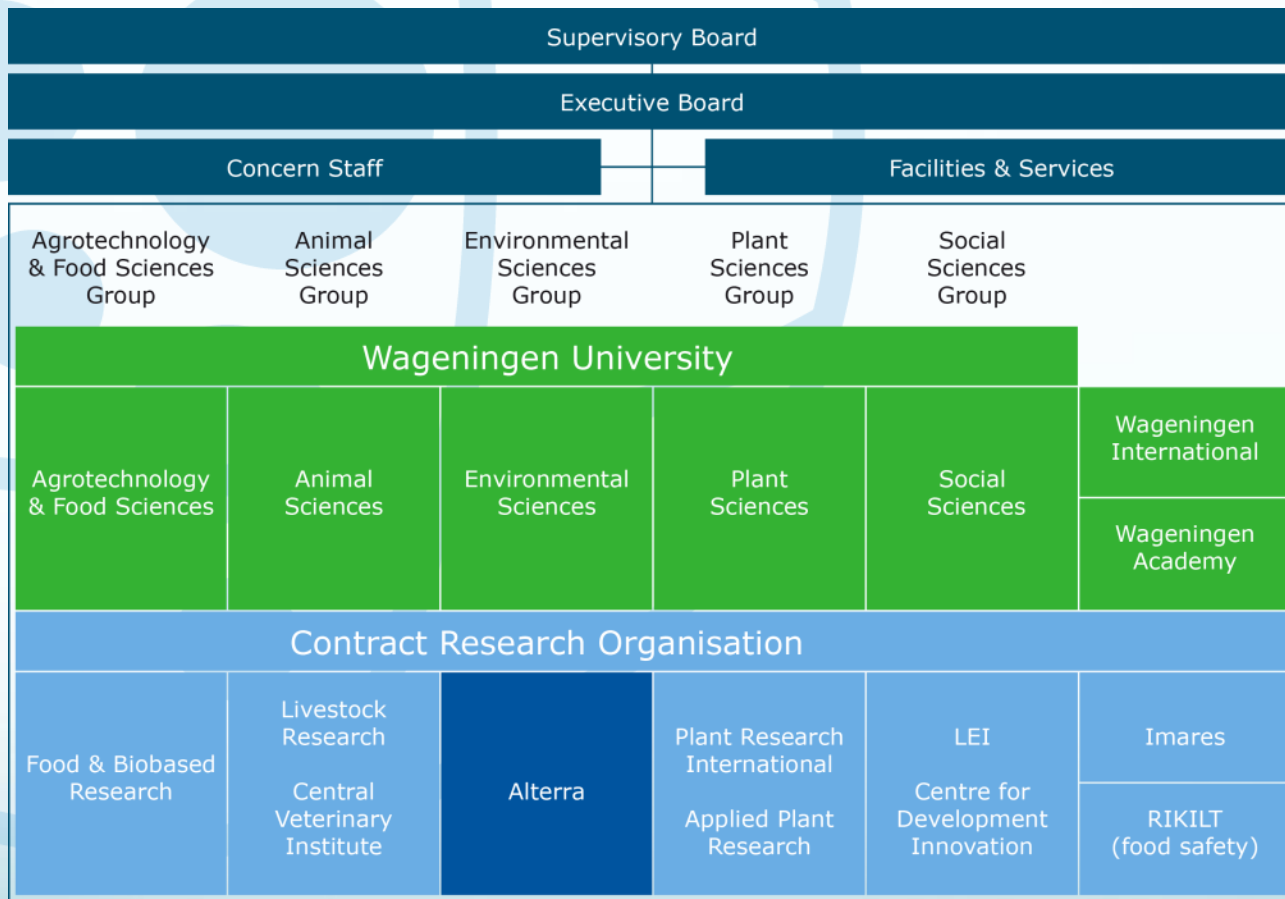 Supervisory Board
Executive Board
Concern Staff
Facilities & Services
Agrotechnology
& Food Sciences
Group
Animal
Sciences
Group
Environmental
Sciences
Group
Plant
Sciences
Group
Social
Sciences
Group
Wageningen University
Agrotechnology
& Food Sciences
Animal
Sciences
Environmental
Sciences
Plant
Sciences
Social
Sciences
Wageningen
International
Wageningen
Academy
Contract Research Organisation
Food & Biobased
Research
Livestock
Research
Central
Veterinary
Institute
Alterra
Plant Research
International
Applied Plant
Research
LEI
Centre for
Development
Innovation
Imares
RIKILT
(food safety)